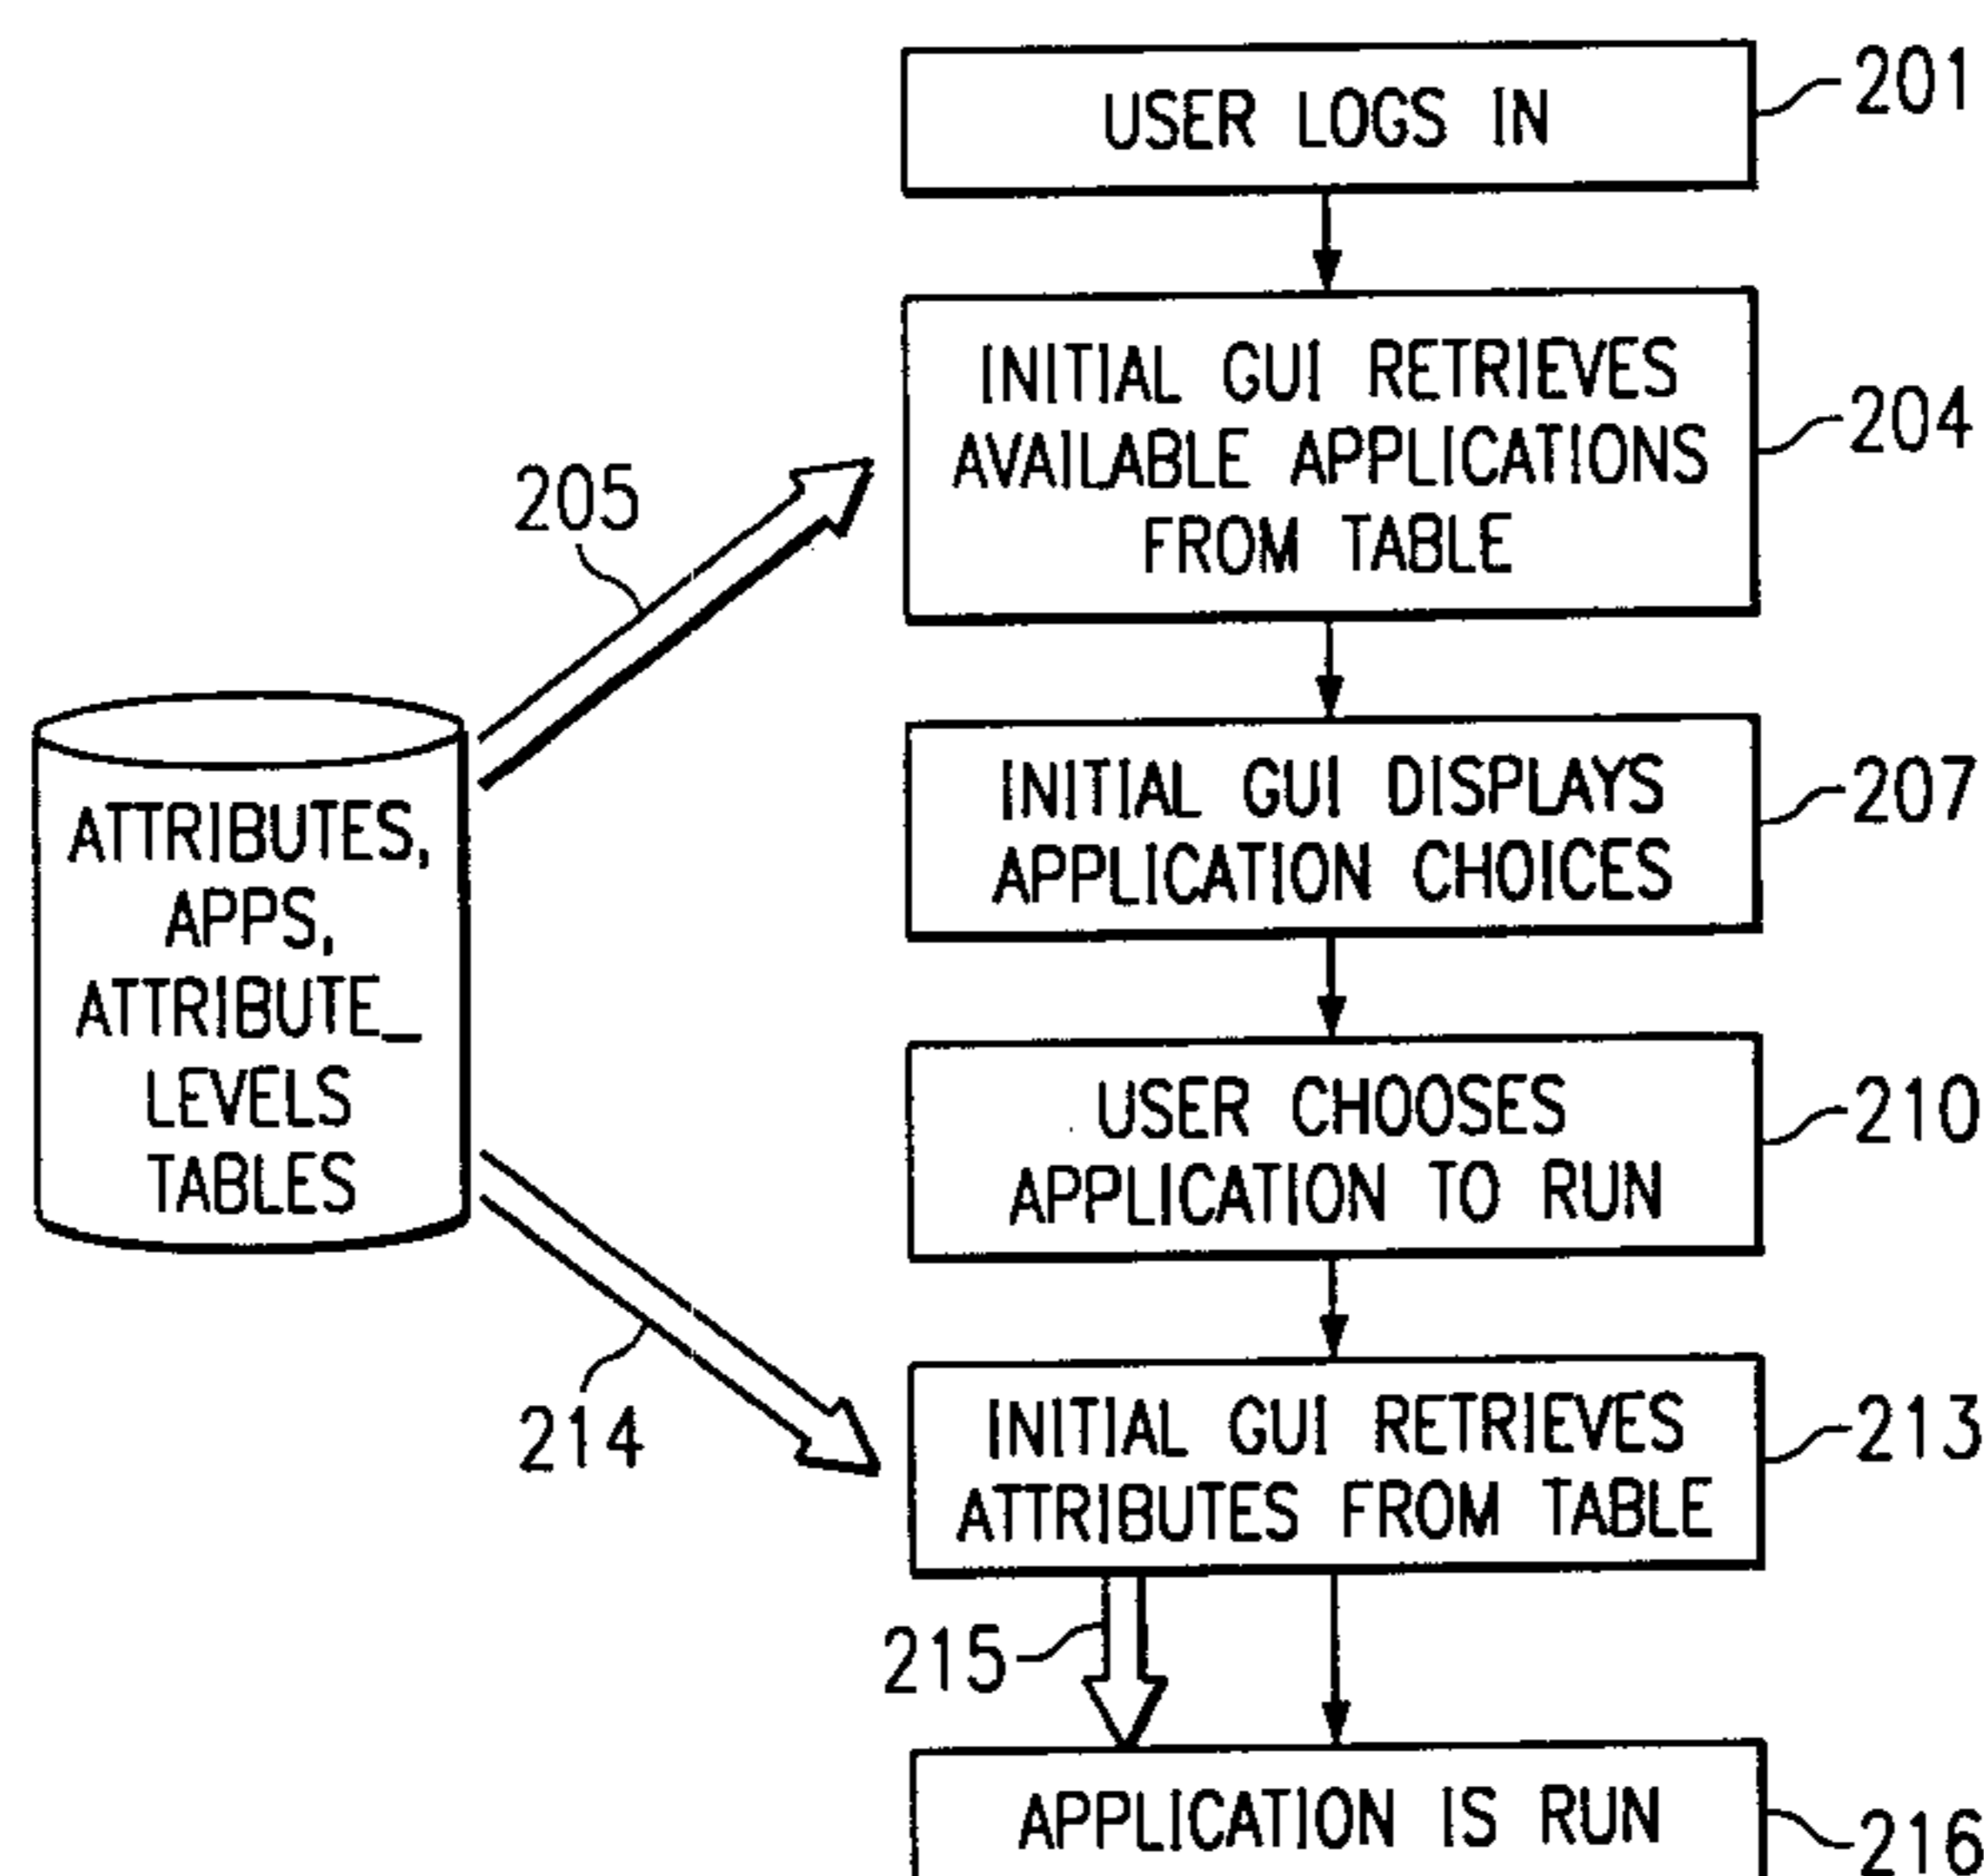 USER LOGS IN
201
INITIAL GUI RETRIEVES
AVAILABLE APPLICATIONS
FROM TABLE
204
205
INITIAL GUI DISPLAYS
APPLICATION CHOICES
207
ATTRIBUTES,
APPS,
ATTRIBUTE_
LEVELS
TABLES
USER CHOOSES
APPLICATION TO RUN
210
214
INITIAL GUI RETRIEVES
ATTRIBUTES FROM TABLE
213
215
APPLICATION IS RUN
216